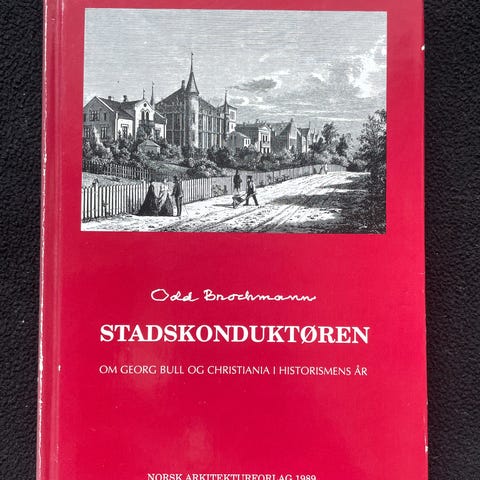 Odd Brochmann
STADSKONDUKTØREN
OM GEORG BULL OG CHRISTIANIA I HISTORISMENS ÅR
NORSK ARKITEKTURFORLAG 1989